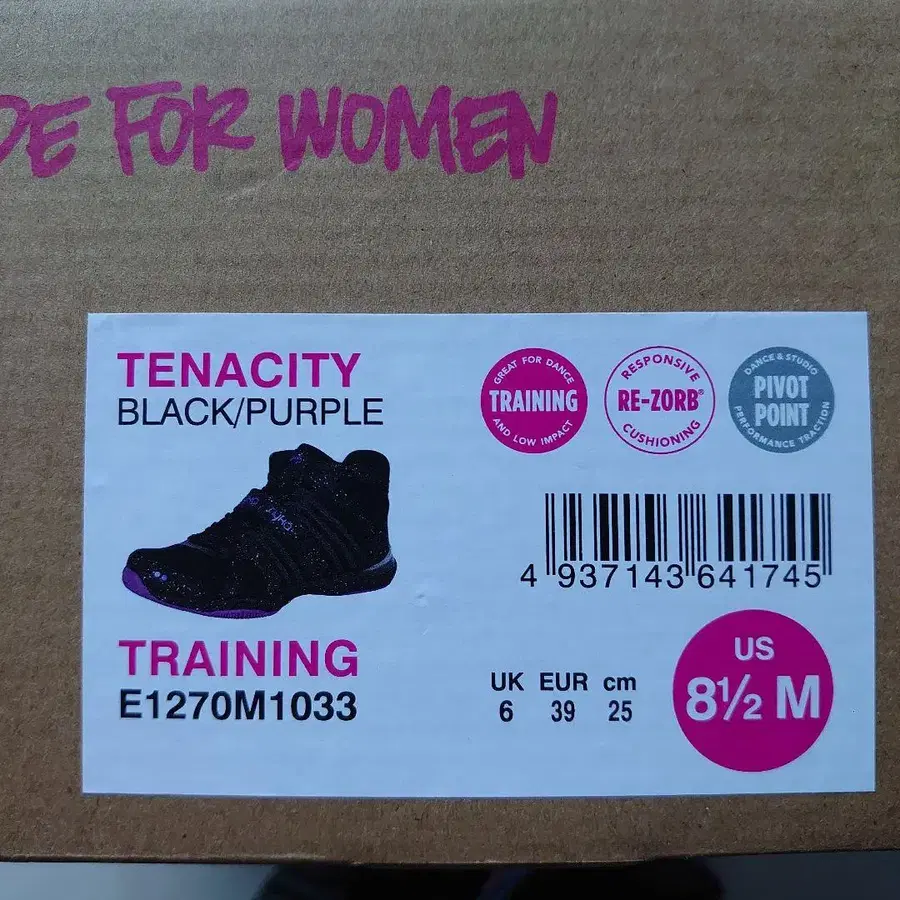 DE FOR WOMEN
TENACITY
BLACK/PURPLE
GREAT FOR DANCE
TRAINING
AND LOW IMPACT
RESPONSIVE
RE-ZORB®
CUSHIONING
DANCE & STUDIO
PIVOT
POINT
PERFORMANCE TRACTION
ryka
4 937143 641745
TRAINING
E1270M1033
UK EUR cm
6 39 25
US
8½ M